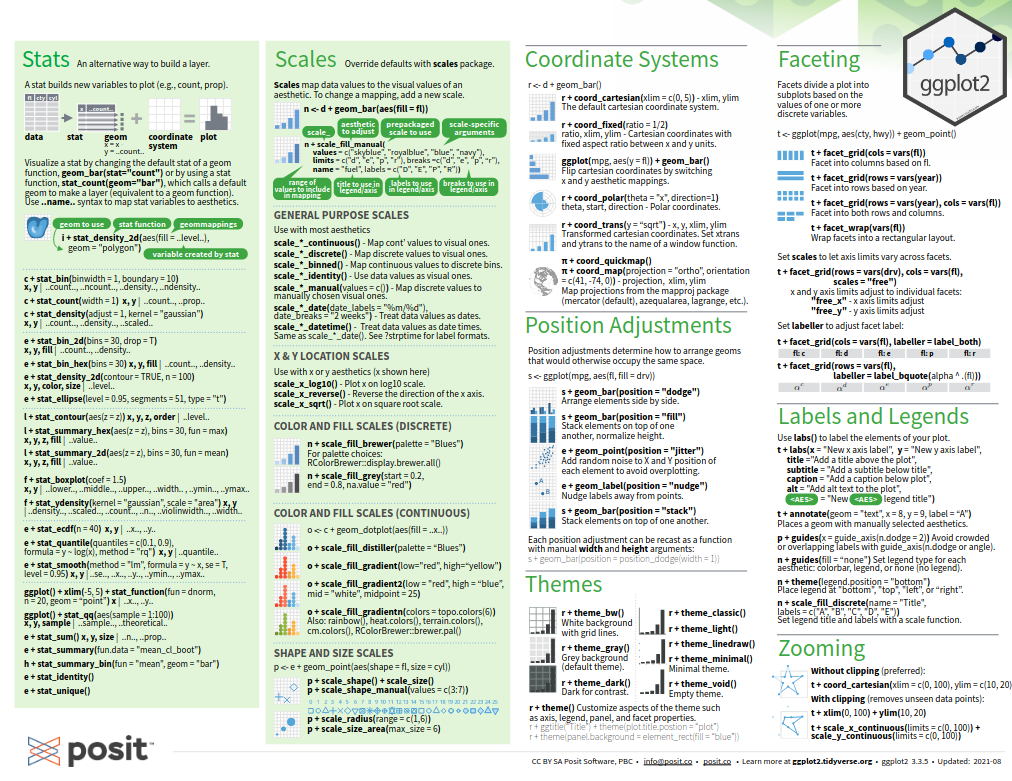 Stats An alternative way to build a layer.
A stat builds new variables to plot (e.g., count, prop).
fl cty cyl
x ..count..
data stat geom coordinate plot
x = x · system
y = ..count..
Visualize a stat by changing the default stat of a geom
function, geom_bar(stat="count") or by using a stat
function, stat_count(geom="bar"), which calls a default
geom to make a layer (equivalent to a geom function).
Use ..name.. syntax to map stat variables to aesthetics.
geom to use stat function geommappings
i + stat_density_2d(aes(fill = ..level..),
geom = "polygon")
variable created by stat
c + stat_bin(binwidth = 1, boundary = 10)
x, y | ..count.., ..ncount.., ..density.., ..ndensity..
c + stat_count(width = 1) x, y | ..count.., ..prop..
c + stat_density(adjust = 1, kernel = "gaussian")
x, y | ..count.., ..density.., ..scaled..
e + stat_bin_2d(bins = 30, drop = T)
x, y, fill | ..count.., ..density..
e + stat_bin_hex(bins = 30) x, y, fill | ..count.., ..density..
e + stat_density_2d(contour = TRUE, n = 100)
x, y, color, size | ..level..
e + stat_ellipse(level = 0.95, segments = 51, type = "t")
l + stat_contour(aes(z = z)) x, y, z, order | ..level..
l + stat_summary_hex(aes(z = z), bins = 30, fun = max)
x, y, z, fill | ..value..
l + stat_summary_2d(aes(z = z), bins = 30, fun = mean)
x, y, z, fill | ..value..
f + stat_boxplot(coef = 1.5)
x, y | ..lower.., ..middle.., ..upper.., ..width.. , ..ymin.., ..ymax..
f + stat_ydensity(kernel = "gaussian", scale = "area") x, y
| ..density.., ..scaled.., ..count.., ..n.., ..violinwidth.., ..width..
e + stat_ecdf(n = 40) x, y | ..x.., ..y..
e + stat_quantile(quantiles = c(0.1, 0.9),
formula = y ~ log(x), method = "rq") x, y | ..quantile..
e + stat_smooth(method = "lm", formula = y ~ x, se = T,
level = 0.95) x, y | ..se.., ..x.., ..y.., ..ymin.., ..ymax..
ggplot() + xlim(-5, 5) + stat_function(fun = dnorm,
n = 20, geom = "point") x | ..x.., ..y..
ggplot() + stat_qq(aes(sample = 1:100))
x, y, sample | ..sample.., ..theoretical..
e + stat_sum() x, y, size | ..n.., ..prop..
e + stat_summary(fun.data = "mean_cl_boot")
h + stat_summary_bin(fun = "mean", geom = "bar")
e + stat_identity()
e + stat_unique()
Scales Override defaults with scales package.
Scales map data values to the visual values of an
aesthetic. To change a mapping, add a new scale.
n <- d + geom_bar(aes(fill = fl))
scale_ aesthetic to adjust prepackaged scale to use scale-specific arguments
n + scale_fill_manual(
values = c("skyblue", "royalblue", "blue", "navy"),
limits = c("d", "e", "p", "r"), breaks =c("d", "e", "p", "r"),
name = "fuel", labels = c("D", "E", "P", "R"))
range of values to include in mapping title to use in legend/axis labels to use in legend/axis breaks to use in legend/axis
GENERAL PURPOSE SCALES
Use with most aesthetics
scale_*_continuous() - Map cont' values to visual ones.
scale_*_discrete() - Map discrete values to visual ones.
scale_*_binned() - Map continuous values to discrete bins.
scale_*_identity() - Use data values as visual ones.
scale_*_manual(values = c()) - Map discrete values to
manually chosen visual ones.
scale_*_date(date_labels = "%m/%d"),
date_breaks = "2 weeks") - Treat data values as dates.
scale_*_datetime() - Treat data values as date times.
Same as scale_*_date(). See ?strptime for label formats.
X & Y LOCATION SCALES
Use with x or y aesthetics (x shown here)
scale_x_log10() - Plot x on log10 scale.
scale_x_reverse() - Reverse the direction of the x axis.
scale_x_sqrt() - Plot x on square root scale.
COLOR AND FILL SCALES (DISCRETE)
n + scale_fill_brewer(palette = "Blues")
For palette choices:
RColorBrewer::display.brewer.all()
n + scale_fill_grey(start = 0.2,
end = 0.8, na.value = "red")
COLOR AND FILL SCALES (CONTINUOUS)
o <- c + geom_dotplot(aes(fill = ..x..))
o + scale_fill_distiller(palette = "Blues")
o + scale_fill_gradient(low="red", high="yellow")
o + scale_fill_gradient2(low = "red", high = "blue",
mid = "white", midpoint = 25)
o + scale_fill_gradientn(colors = topo.colors(6))
Also: rainbow(), heat.colors(), terrain.colors(),
cm.colors(), RColorBrewer::brewer.pal()
SHAPE AND SIZE SCALES
p <- e + geom_point(aes(shape = fl, size = cyl))
p + scale_shape() + scale_size()
p + scale_shape_manual(values = c(3:7))
0 1 2 3 4 5 6 7 8 9 10 11 12 13 14 15 16 17 18 19 20 21 22 23 24 25
p + scale_radius(range = c(1,6))
p + scale_size_area(max_size = 6)
Coordinate Systems
r <- d + geom_bar()
r + coord_cartesian(xlim = c(0, 5)) - xlim, ylim
The default cartesian coordinate system.
r + coord_fixed(ratio = 1/2)
ratio, xlim, ylim - Cartesian coordinates with
fixed aspect ratio between x and y units.
ggplot(mpg, aes(y = fl)) + geom_bar()
Flip cartesian coordinates by switching
x and y aesthetic mappings.
r + coord_polar(theta = "x", direction=1)
theta, start, direction - Polar coordinates.
r + coord_trans(y = "sqrt") - x, y, xlim, ylim
Transformed cartesian coordinates. Set xtrans
and ytrans to the name of a window function.
π + coord_quickmap()
π + coord_map(projection = "ortho", orientation
= c(41, -74, 0)) - projection, xlim, ylim
Map projections from the mapproj package
(mercator (default), azequalarea, lagrange, etc.).
Position Adjustments
Position adjustments determine how to arrange geoms
that would otherwise occupy the same space.
s <- ggplot(mpg, aes(fl, fill = drv))
s + geom_bar(position = "dodge")
Arrange elements side by side.
s + geom_bar(position = "fill")
Stack elements on top of one
another, normalize height.
e + geom_point(position = "jitter")
Add random noise to X and Y position of
each element to avoid overplotting.
A
B
e + geom_label(position = "nudge")
Nudge labels away from points.
s + geom_bar(position = "stack")
Stack elements on top of one another.
Each position adjustment can be recast as a function
with manual width and height arguments:
s + geom_bar(position = position_dodge(width = 1))
Themes
r + theme_bw()
White background
with grid lines.
r + theme_gray()
Grey background
(default theme).
r + theme_dark()
Dark for contrast.
r + theme_classic()
r + theme_light()
r + theme_linedraw()
r + theme_minimal()
Minimal theme.
r + theme_void()
Empty theme.
r + theme() Customize aspects of the theme such
as axis, legend, panel, and facet properties.
r + ggtitle("Title") + theme(plot.title.postion = "plot")
r + theme(panel.background = element_rect(fill = "blue"))
Faceting
ggplot2
Facets divide a plot into
subplots based on the
values of one or more
discrete variables.
t <- ggplot(mpg, aes(cty, hwy)) + geom_point()
t + facet_grid(cols = vars(fl))
Facet into columns based on fl.
t + facet_grid(rows = vars(year))
Facet into rows based on year.
t + facet_grid(rows = vars(year), cols = vars(fl))
Facet into both rows and columns.
t + facet_wrap(vars(fl))
Wrap facets into a rectangular layout.
Set scales to let axis limits vary across facets.
t + facet_grid(rows = vars(drv), cols = vars(fl),
scales = "free")
x and y axis limits adjust to individual facets:
"free_x" - x axis limits adjust
"free_y" - y axis limits adjust
Set labeller to adjust facet label:
t + facet_grid(cols = vars(fl), labeller = label_both)
fl: c fl: d fl: e fl: p fl: r
t + facet_grid(rows = vars(fl),
labeller = label_bquote(alpha ^ .(fl)))
α^c α^d α^e α^p α^r
Labels and Legends
Use labs() to label the elements of your plot.
t + labs(x = "New x axis label", y = "New y axis label",
title ="Add a title above the plot",
subtitle = "Add a subtitle below title",
caption = "Add a caption below plot",
alt = "Add alt text to the plot",
<AES> = "New <AES> legend title")
t + annotate(geom = "text", x = 8, y = 9, label = "A")
Places a geom with manually selected aesthetics.
p + guides(x = guide_axis(n.dodge = 2)) Avoid crowded
or overlapping labels with guide_axis(n.dodge or angle).
n + guides(fill = "none") Set legend type for each
aesthetic: colorbar, legend, or none (no legend).
n + theme(legend.position = "bottom")
Place legend at "bottom", "top", "left", or "right".
n + scale_fill_discrete(name = "Title",
labels = c("A", "B", "C", "D", "E"))
Set legend title and labels with a scale function.
Zooming
Without clipping (preferred):
t + coord_cartesian(xlim = c(0, 100), ylim = c(10, 20))
With clipping (removes unseen data points):
t + xlim(0, 100) + ylim(10, 20)
t + scale_x_continuous(limits = c(0, 100)) +
scale_y_continuous(limits = c(0, 100))
posit™
CC BY SA Posit Software, PBC • info@posit.co • posit.co • Learn more at ggplot2.tidyverse.org • ggplot2 3.3.5 • Updated: 2021-08